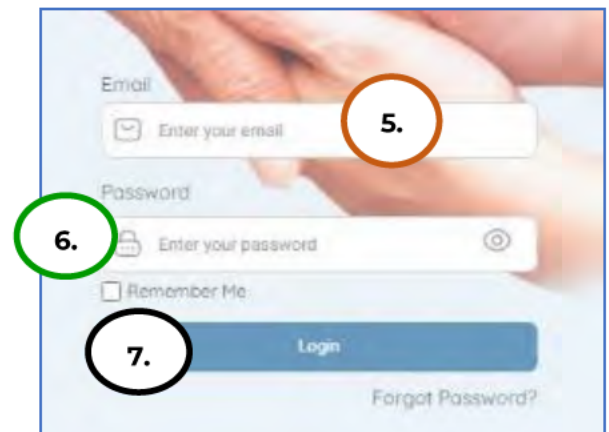 Email
Enter your email 5.
Password
6. Enter your password
Remember Me
7. Login
Forgot Password?